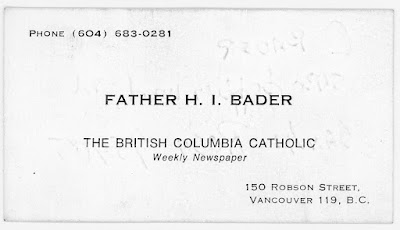 PHONE (604) 683-0281
FATHER H. I. BADER
THE BRITISH COLUMBIA CATHOLIC
Weekly Newspaper
150 ROBSON STREET,
VANCOUVER 119, B.C.